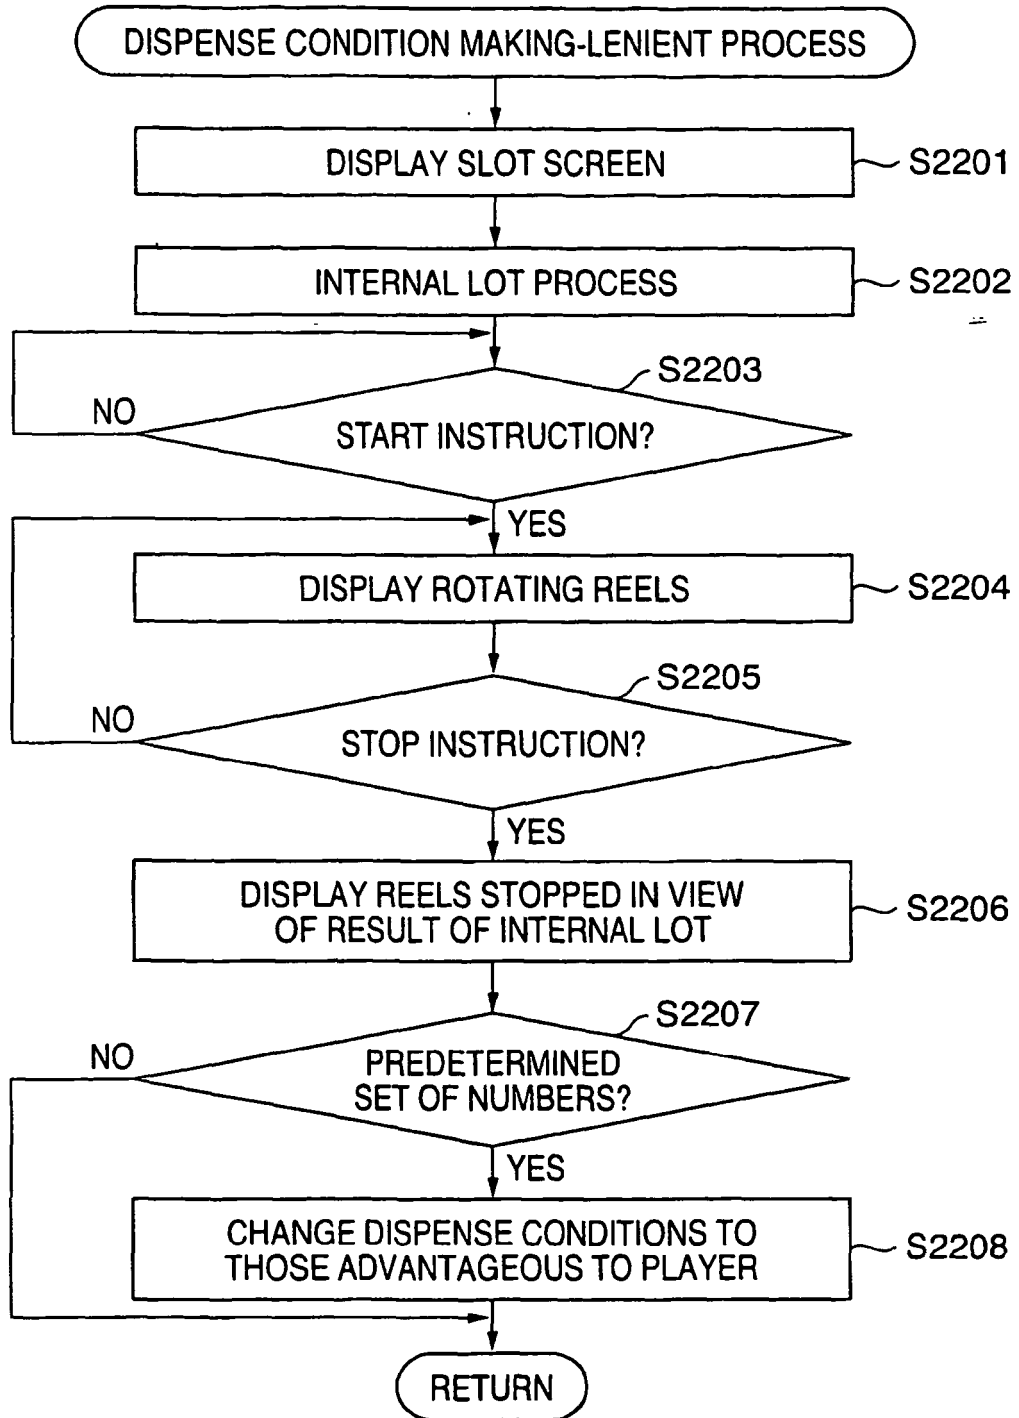 DISPENSE CONDITION MAKING-LENIENT PROCESS
DISPLAY SLOT SCREEN
S2201
INTERNAL LOT PROCESS
S2202
S2203
NO
START INSTRUCTION?
YES
DISPLAY ROTATING REELS
S2204
S2205
NO
STOP INSTRUCTION?
YES
DISPLAY REELS STOPPED IN VIEW
OF RESULT OF INTERNAL LOT
S2206
S2207
NO
PREDETERMINED
SET OF NUMBERS?
YES
CHANGE DISPENSE CONDITIONS TO
THOSE ADVANTAGEOUS TO PLAYER
S2208
RETURN